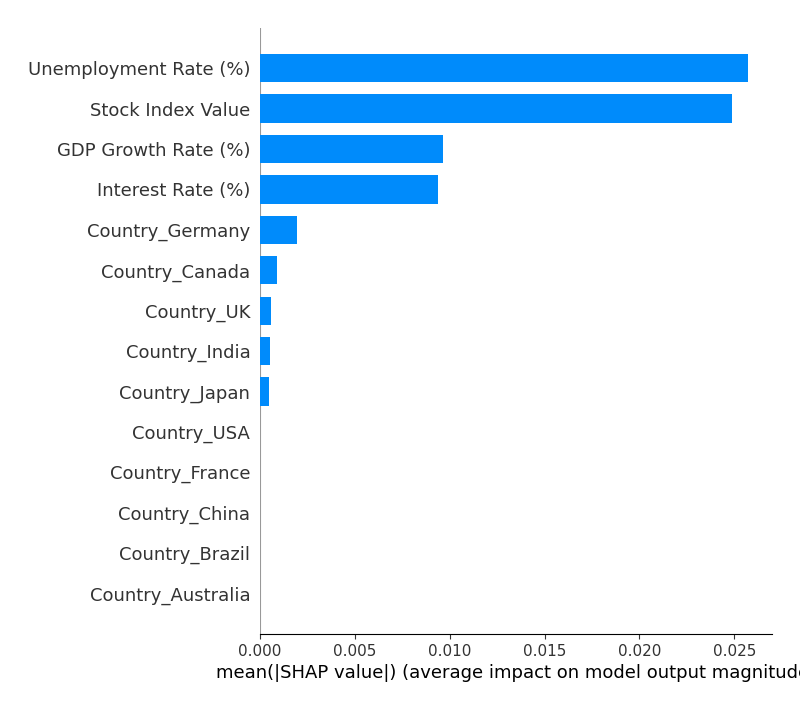 Unemployment Rate (%)
Stock Index Value
GDP Growth Rate (%)
Interest Rate (%)
Country_Germany
Country_Canada
Country_UK
Country_India
Country_Japan
Country_USA
Country_France
Country_China
Country_Brazil
Country_Australia
0.000 0.005 0.010 0.015 0.020 0.025
mean(|SHAP value|) (average impact on model output magnitude